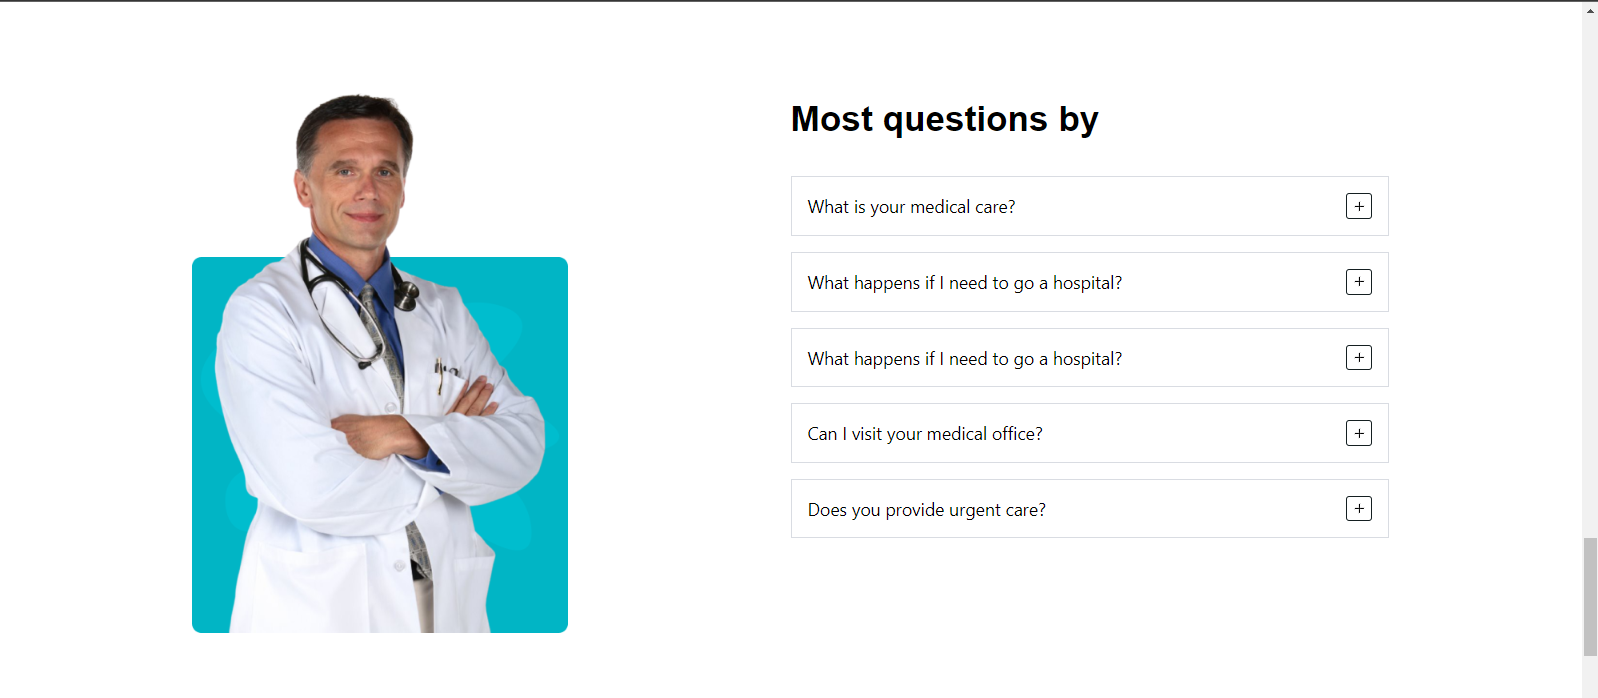 Most questions by
What is your medical care?
What happens if I need to go a hospital?
What happens if I need to go a hospital?
Can I visit your medical office?
Does you provide urgent care?